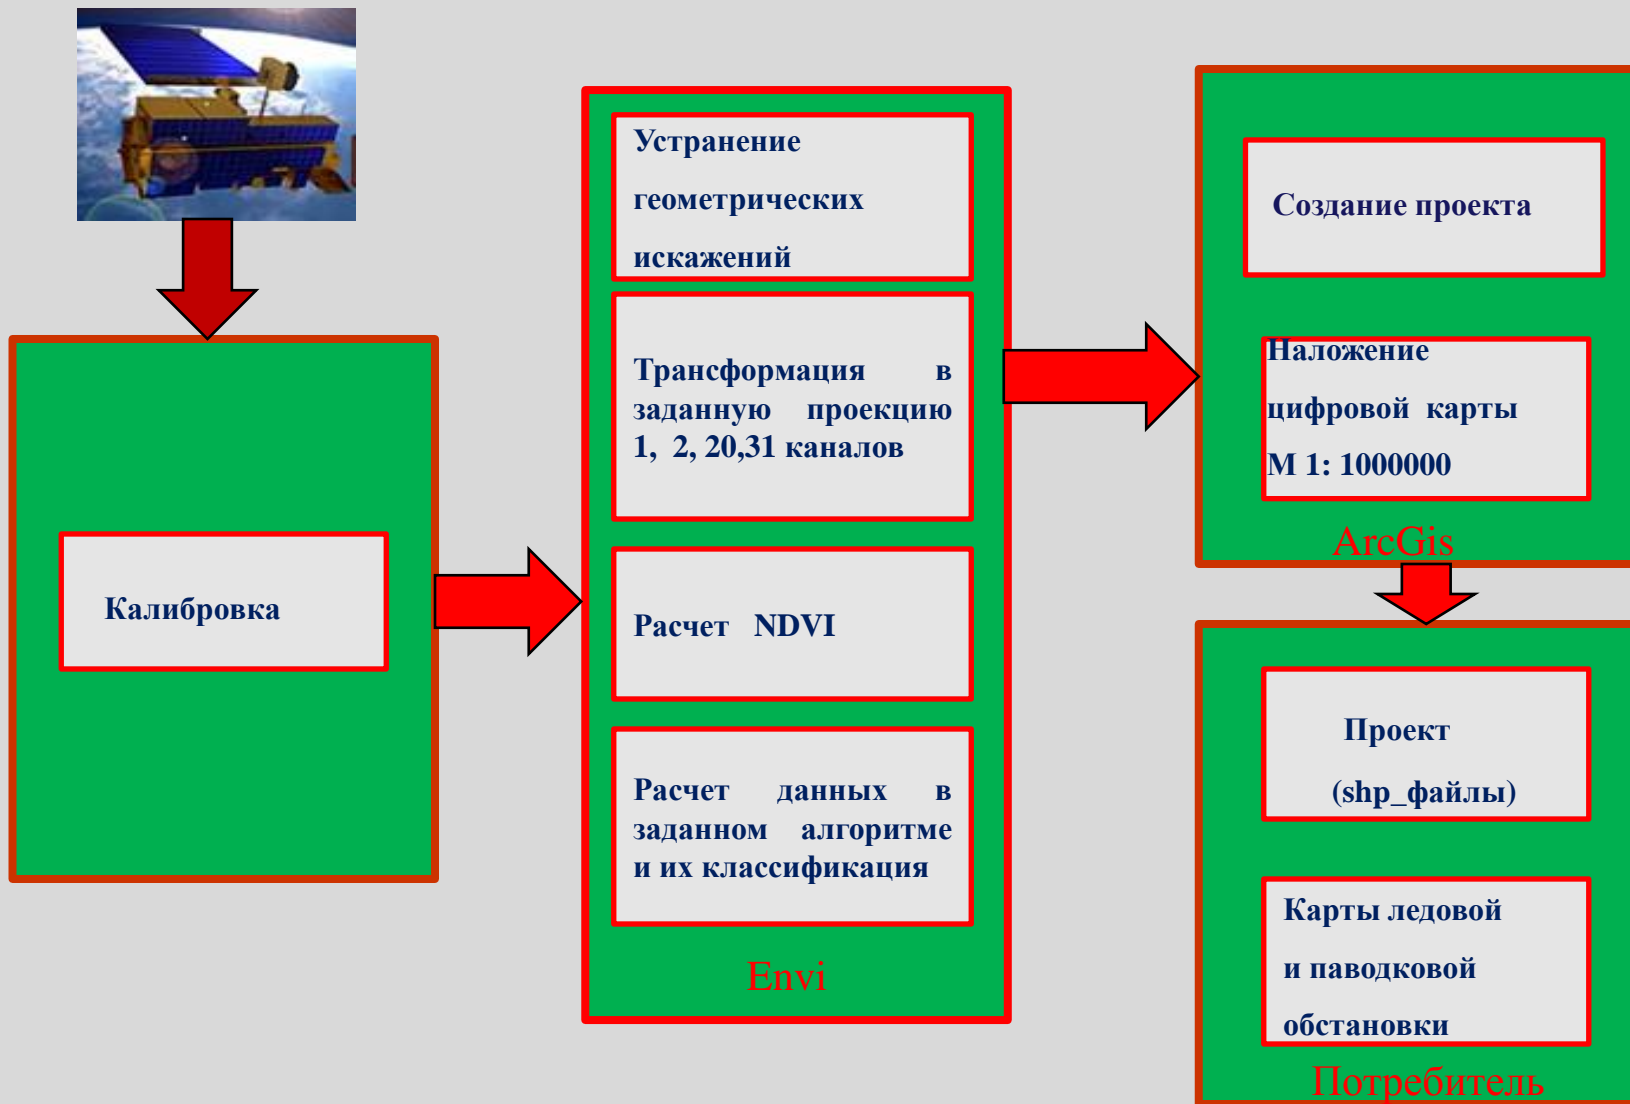 Калибровка
Устранение
геометрических
искажений
Трансформация в
заданную проекцию
1, 2, 20,31 каналов
Расчет NDVI
Расчет данных в
заданном алгоритме
и их классификация
Envi
Создание проекта
Наложение
цифровой карты
М 1: 1000000
ArcGis
Проект
(shp_файлы)
Карты ледовой
и паводковой
обстановки
Потребитель